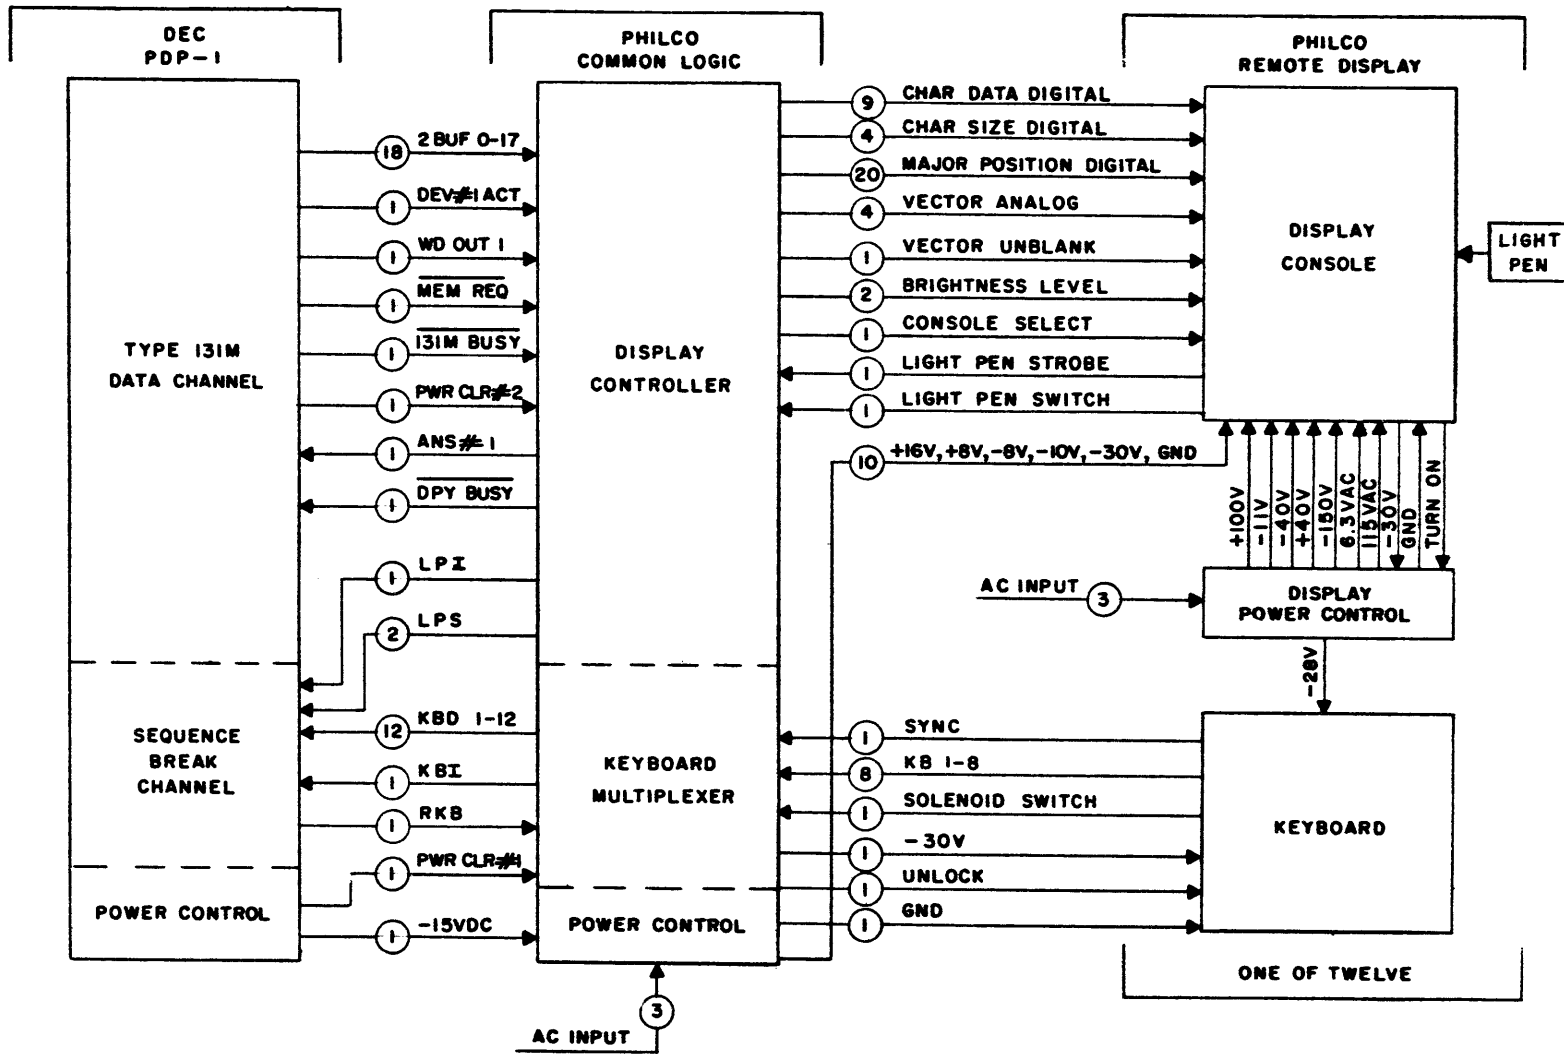 DEC
PDP-1
PHILCO
COMMON LOGIC
PHILCO
REMOTE DISPLAY
TYPE 131M
DATA CHANNEL
SEQUENCE
BREAK
CHANNEL
POWER CONTROL
18 2 BUF 0-17
1 DEV#1 ACT
1 WD OUT 1
1 MEM REQ
1 131M BUSY
1 PWR CLR#2
1 ANS#1
1 DPY BUSY
1 LPI
2 LPS
12 KBD 1-12
1 KBI
1 RKB
1 PWR CLR#1
1 -15VDC
DISPLAY
CONTROLLER
KEYBOARD
MULTIPLEXER
POWER CONTROL
3
AC INPUT
9 CHAR DATA DIGITAL
4 CHAR SIZE DIGITAL
20 MAJOR POSITION DIGITAL
4 VECTOR ANALOG
1 VECTOR UNBLANK
2 BRIGHTNESS LEVEL
1 CONSOLE SELECT
1 LIGHT PEN STROBE
1 LIGHT PEN SWITCH
10 +16V,+8V,-8V,-10V,-30V, GND
DISPLAY
CONSOLE
LIGHT
PEN
+100V
-11V
-40V
+40V
-150V
6.3VAC
115VAC
-30V
GND
TURN ON
AC INPUT 3
DISPLAY
POWER CONTROL
-28V
1 SYNC
8 KB 1-8
1 SOLENOID SWITCH
1 -30V
1 UNLOCK
1 GND
KEYBOARD
ONE OF TWELVE